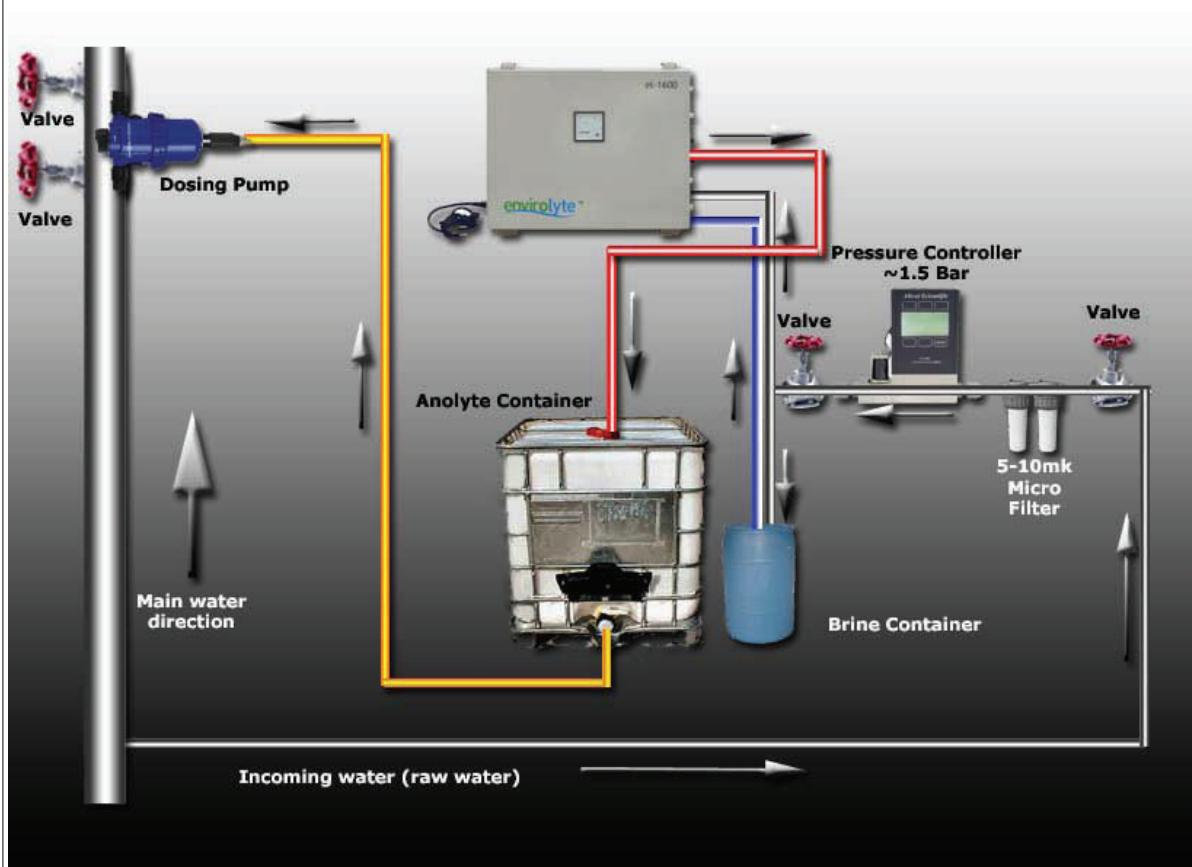 Valve
Dosing Pump
Valve
envirolyte™
Pressure Controller
~1.5 Bar
Valve
Valve
Anolyte Container
5-10mk
Micro
Filter
Main water
direction
Brine Container
Incoming water (raw water)